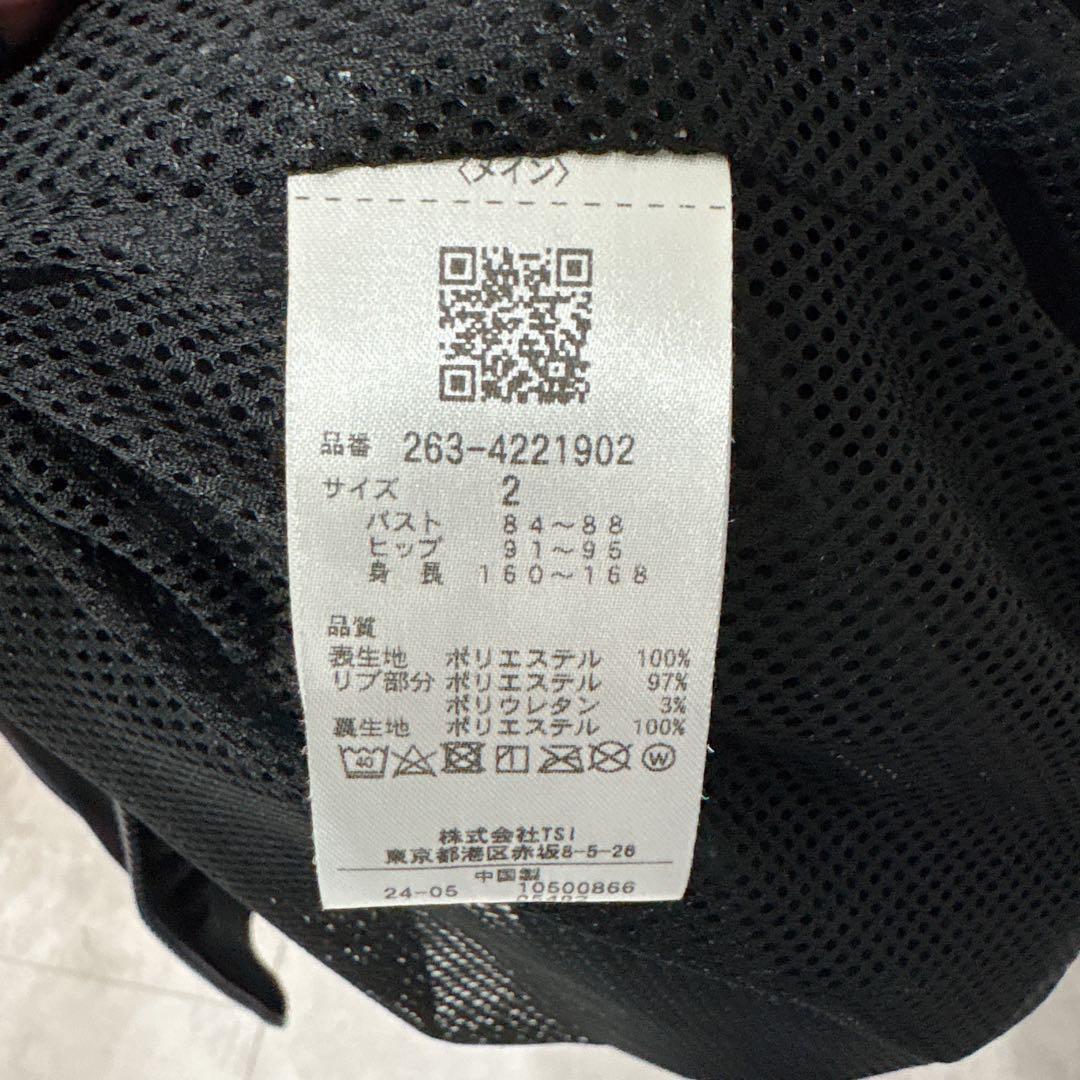 〈メイン〉
品番 263-4221902
サイズ 2
バスト 84〜88
ヒップ 91〜95
身長 160〜168
品質
表生地 ポリエステル 100%
リブ部分 ポリエステル 97%
ポリウレタン 3%
裏生地 ポリエステル 100%
40 W
株式会社TSI
東京都港区赤坂8-5-26
中国製
24-05 10500866